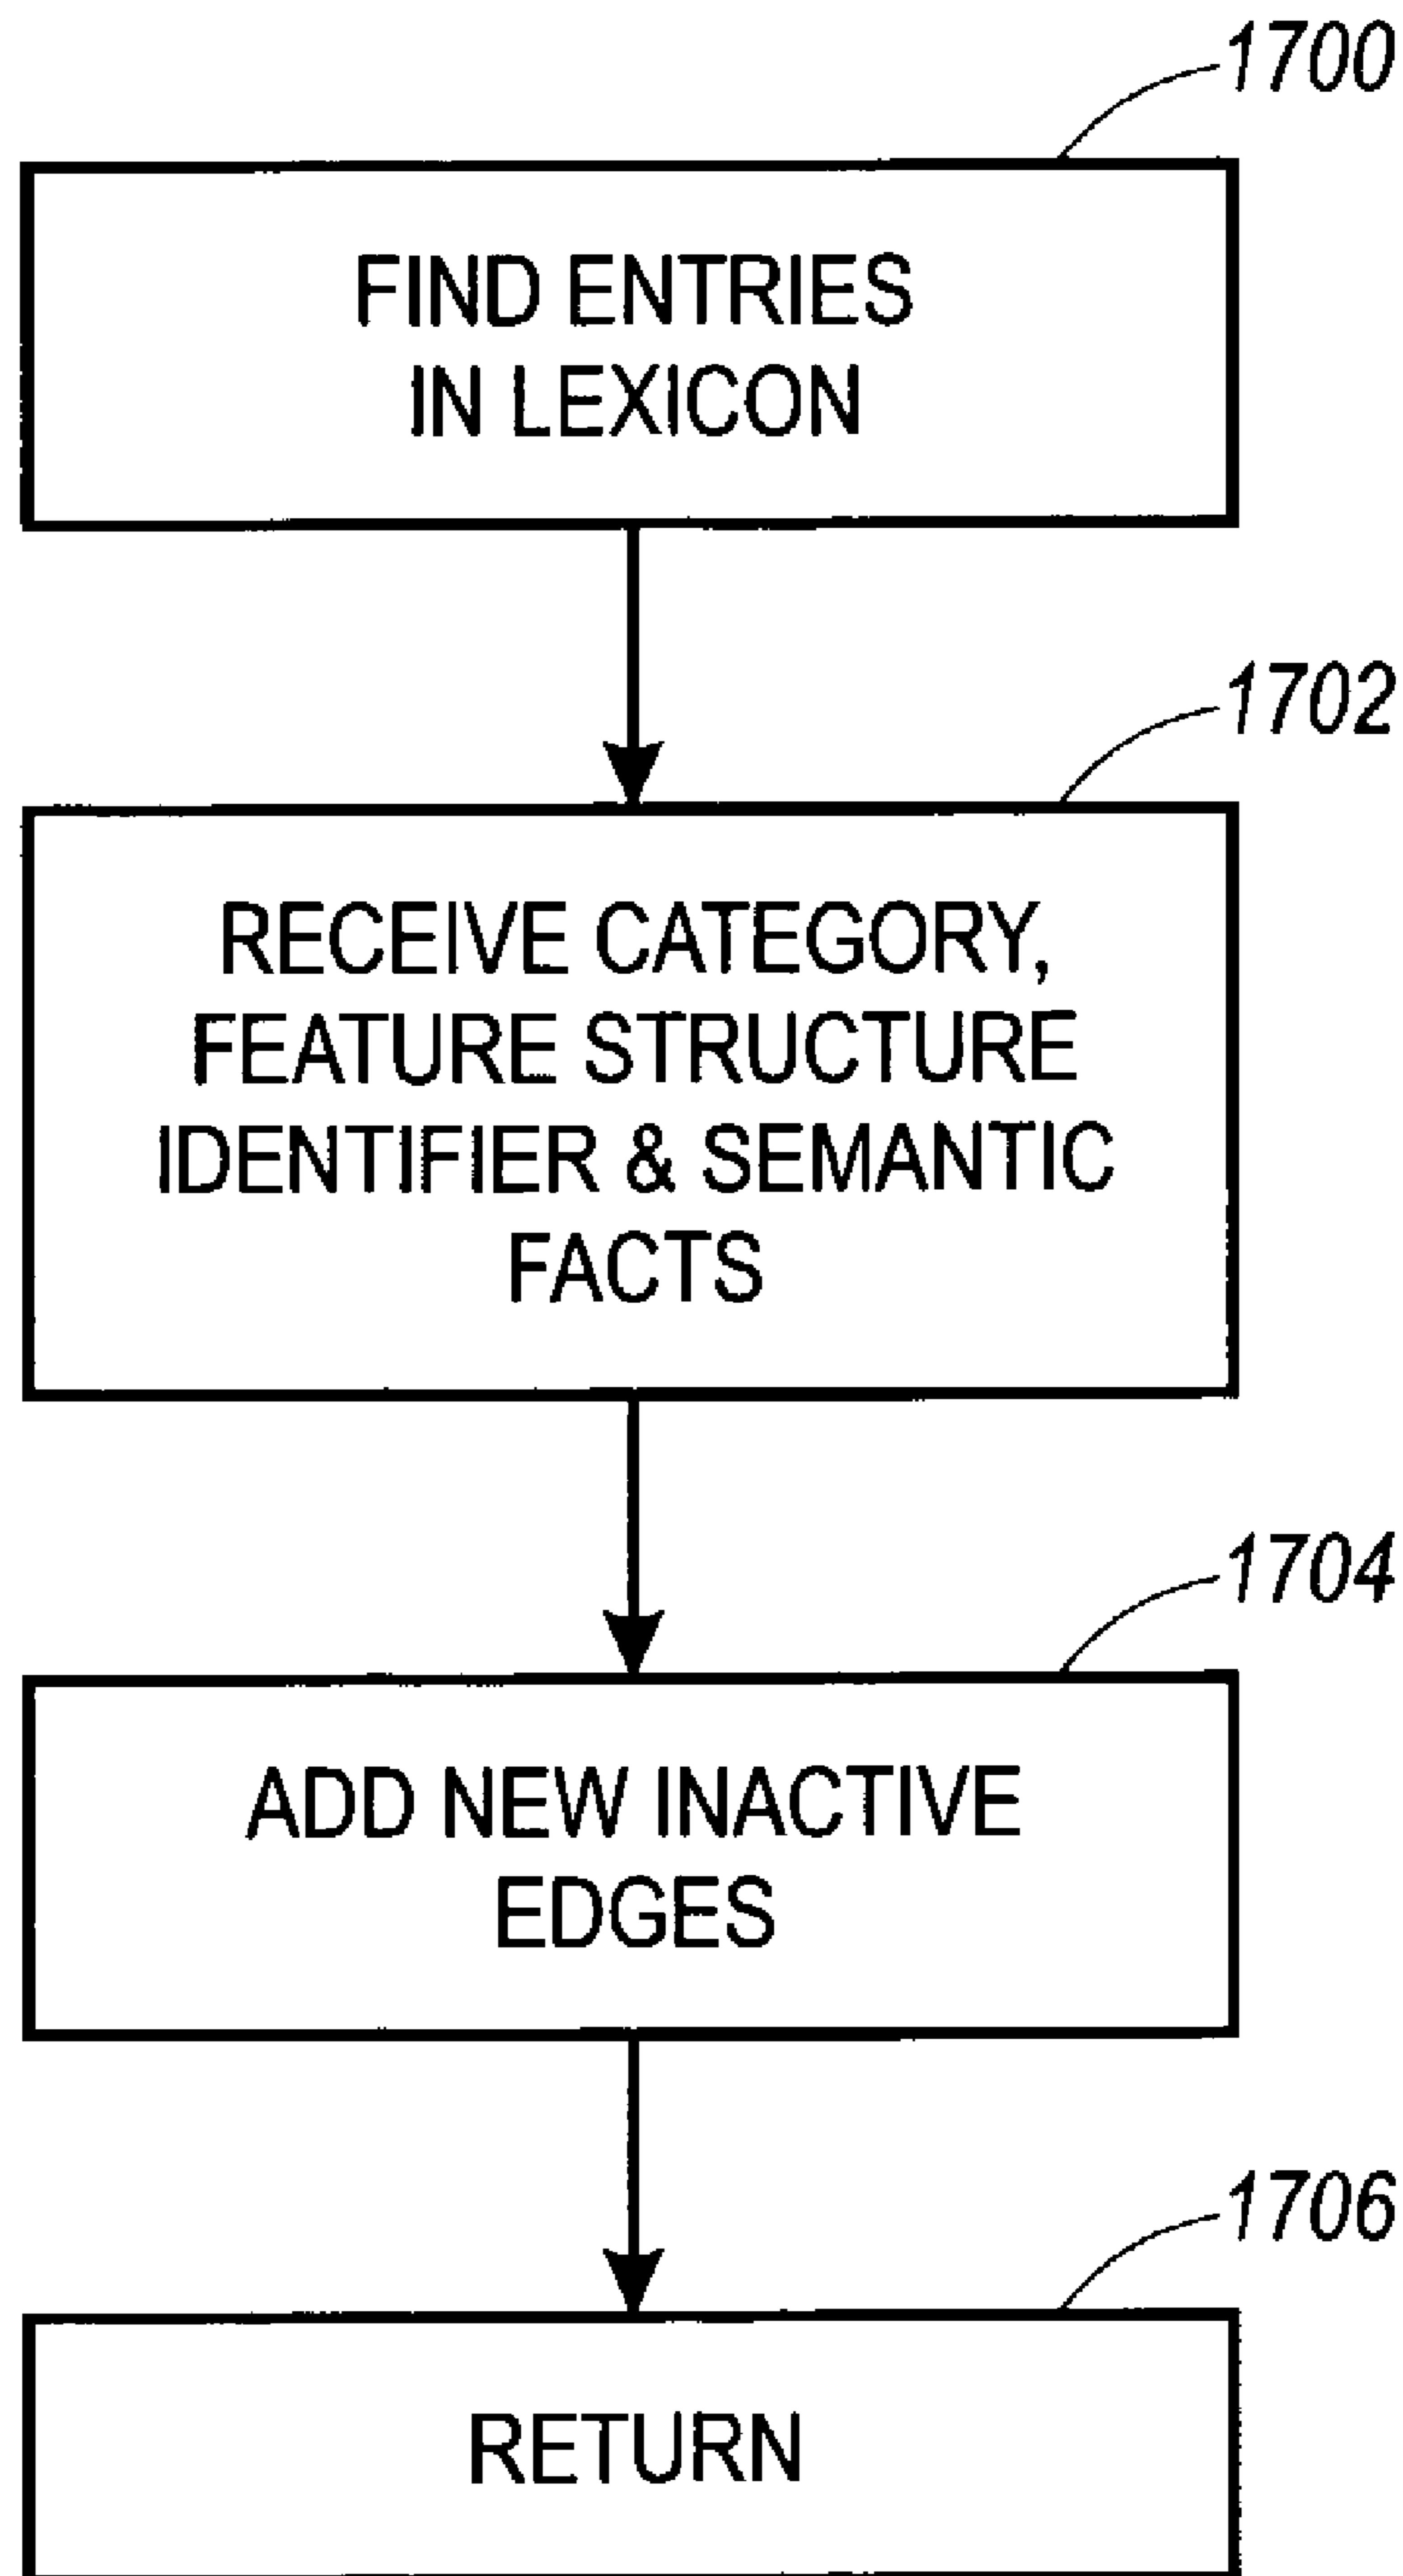 1700
FIND ENTRIES
IN LEXICON
1702
RECEIVE CATEGORY,
FEATURE STRUCTURE
IDENTIFIER & SEMANTIC
FACTS
1704
ADD NEW INACTIVE
EDGES
1706
RETURN